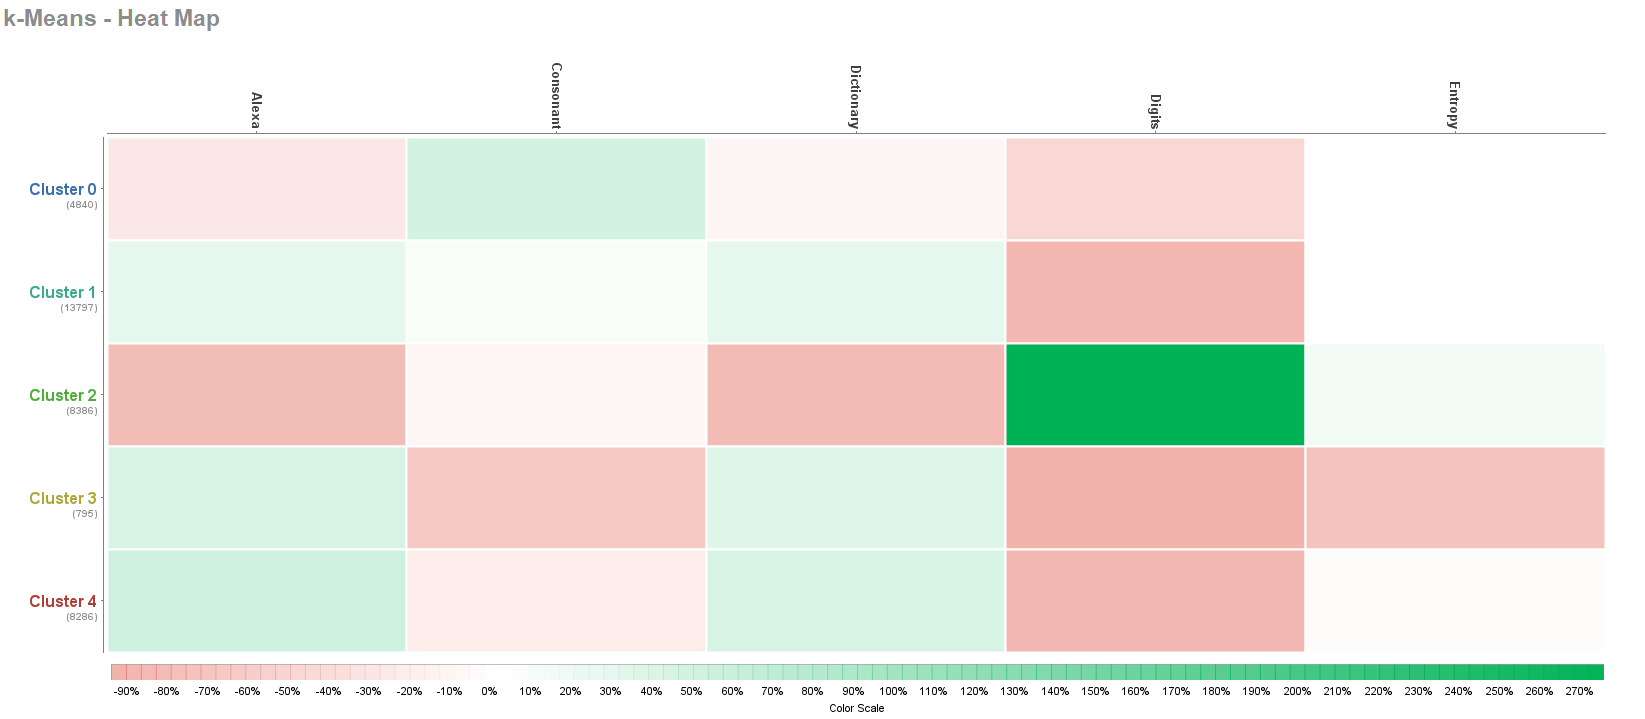 k-Means - Heat Map
Alexa
Consonant
Dictionary
Digits
Entropy
Cluster 0
(4840)
Cluster 1
(13797)
Cluster 2
(8386)
Cluster 3
(795)
Cluster 4
(8286)
-90% -80% -70% -60% -50% -40% -30% -20% -10% 0% 10% 20% 30% 40% 50% 60% 70% 80% 90% 100% 110% 120% 130% 140% 150% 160% 170% 180% 190% 200% 210% 220% 230% 240% 250% 260% 270%
Color Scale